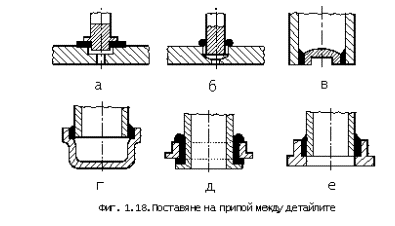 а
б
в
г
д
е
Фиг. 1.18.Поставяне на припой между детайлите